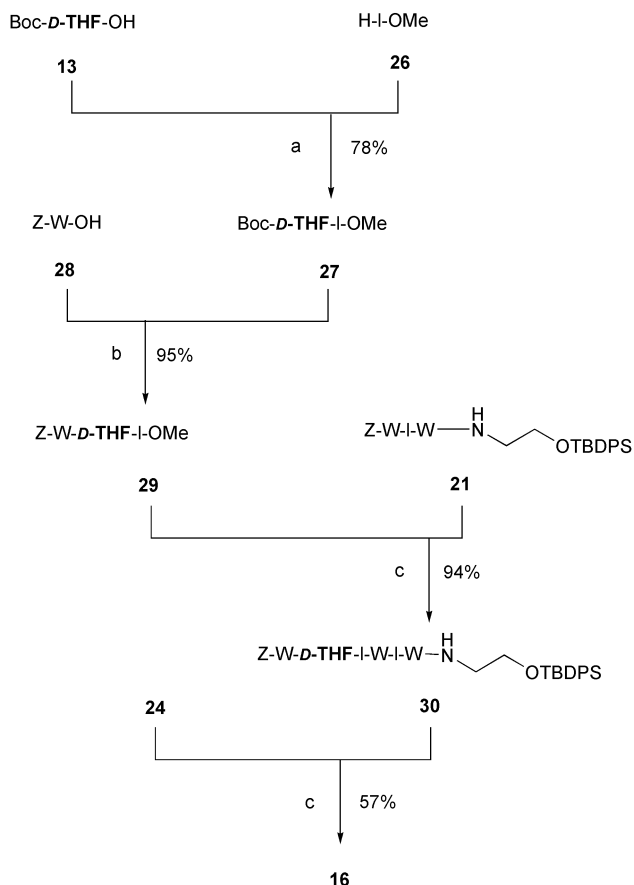 Boc-D-THF-OH H-I-OMe
13 26
a 78%
Z-W-OH Boc-D-THF-I-OMe
28 27
b 95%
Z-W-D-THF-I-OMe Z-W-I-W H N OTBDPS
29 21
c 94%
Z-W-D-THF-I-W-I-W H N OTBDPS
24 30
c 57%
16